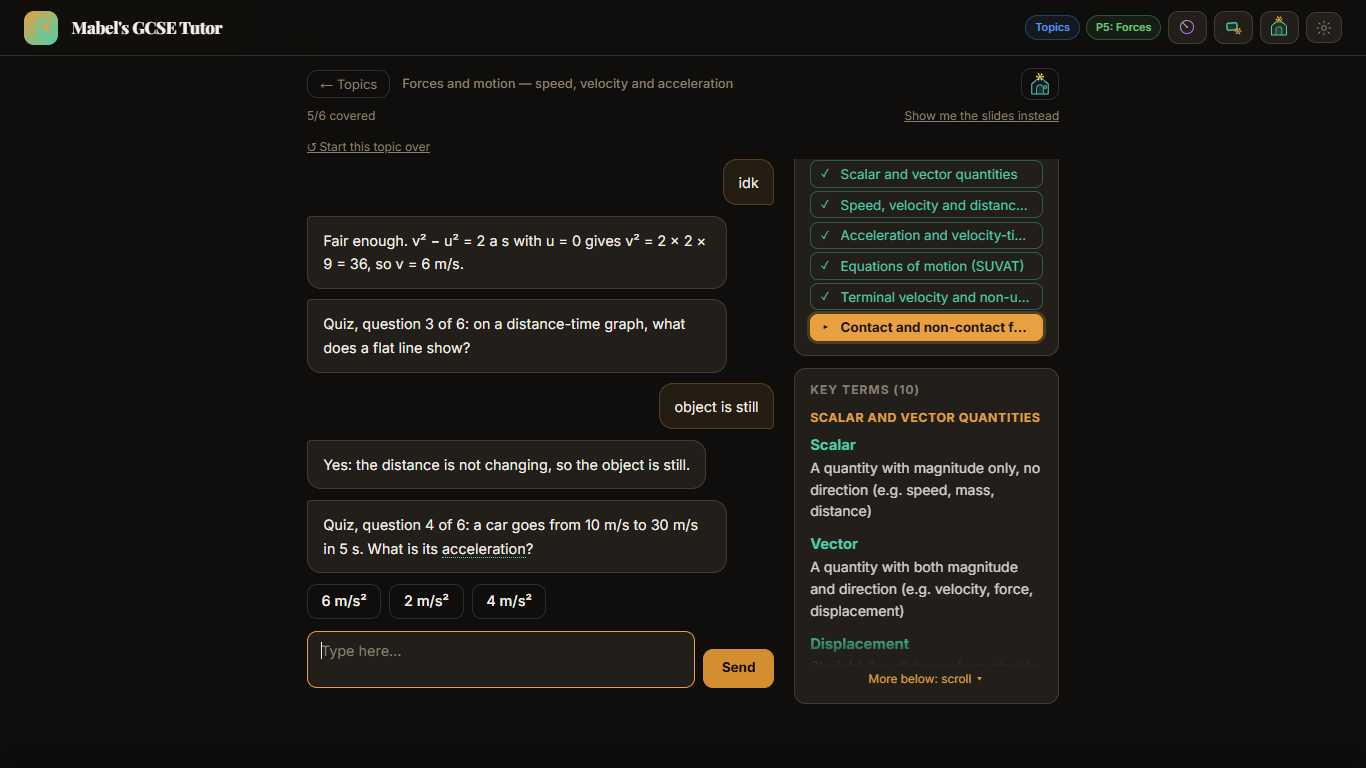 Mabel's GCSE Tutor
Topics
P5: Forces
← Topics
Forces and motion — speed, velocity and acceleration
5/6 covered
Show me the slides instead
↺ Start this topic over
idk
Fair enough. v² − u² = 2 a s with u = 0 gives v² = 2 × 2 ×
9 = 36, so v = 6 m/s.
Quiz, question 3 of 6: on a distance-time graph, what
does a flat line show?
object is still
Yes: the distance is not changing, so the object is still.
Quiz, question 4 of 6: a car goes from 10 m/s to 30 m/s
in 5 s. What is its acceleration?
6 m/s²
2 m/s²
4 m/s²
Type here...
Send
✓ Scalar and vector quantities
✓ Speed, velocity and distanc...
✓ Acceleration and velocity-ti...
✓ Equations of motion (SUVAT)
✓ Terminal velocity and non-u...
▸ Contact and non-contact f...
KEY TERMS (10)
SCALAR AND VECTOR QUANTITIES
Scalar
A quantity with magnitude only, no
direction (e.g. speed, mass,
distance)
Vector
A quantity with both magnitude
and direction (e.g. velocity, force,
displacement)
Displacement
More below: scroll ▾